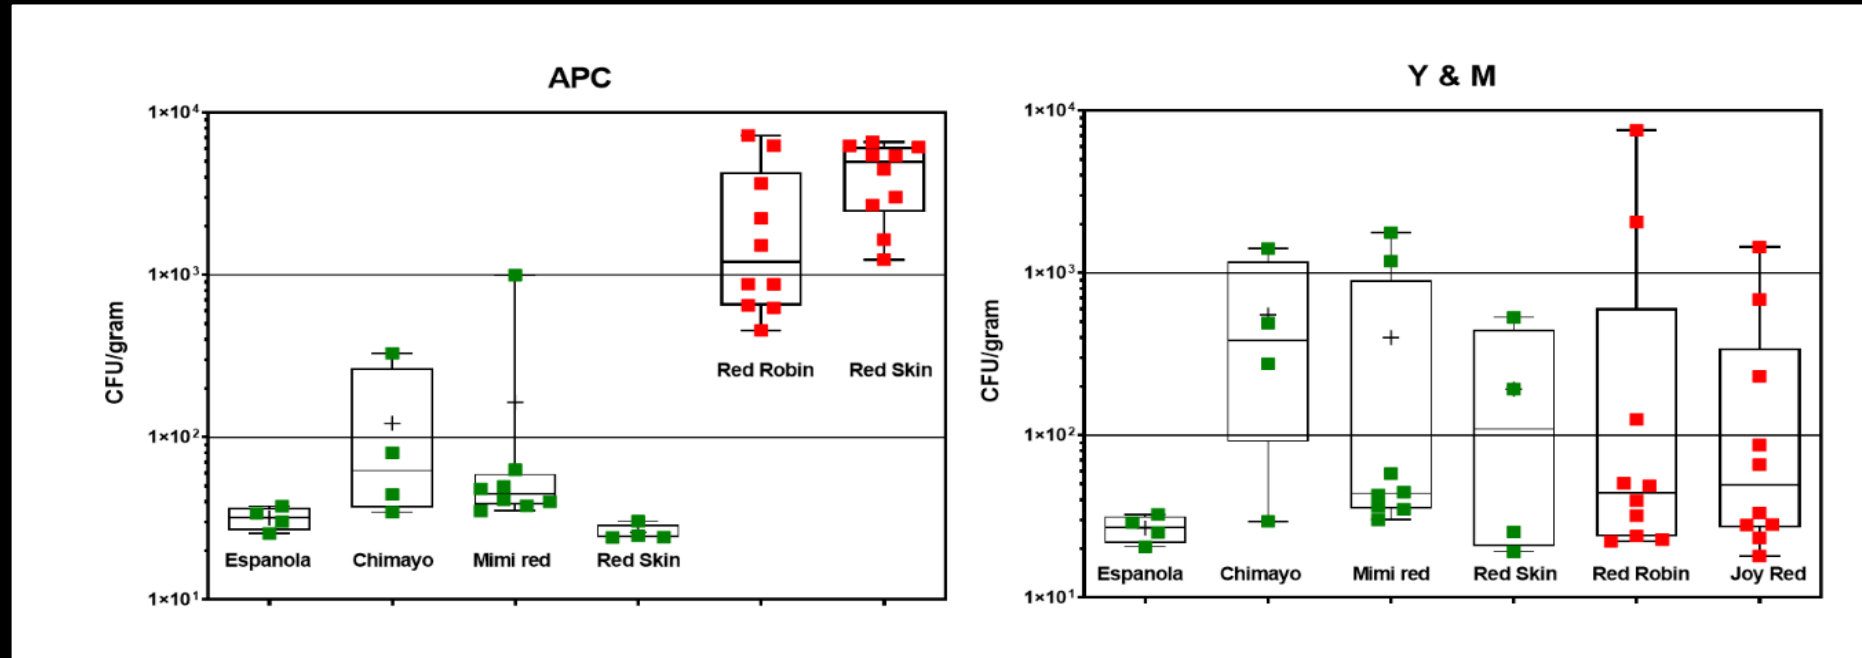 APC
1×10⁴
1×10³
1×10²
1×10¹
CFU/gram
Red Robin
Red Skin
Espanola
Chimayo
Mimi red
Red Skin
Y & M
1×10⁴
1×10³
1×10²
1×10¹
CFU/gram
Espanola
Chimayo
Mimi red
Red Skin
Red Robin
Joy Red